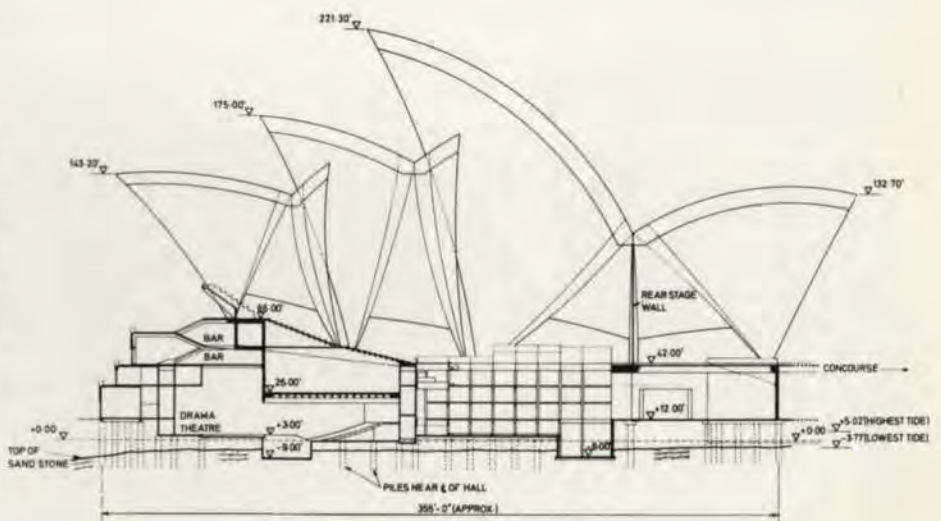 221·30'
175·00'
143·20'
132·70'
REAR STAGE
WALL
BAR
BAR
42·00'
CONCOURSE
26·00'
DRAMA
THEATRE
+3·00'
+12·00'
+5·02'(HIGHEST TIDE)
+0·00'
+0·00'
-3·77'(LOWEST TIDE)
TOP OF
SAND STONE
-9·00'
PILES NEAR ℄ OF HALL
355'-0"(APPROX·)